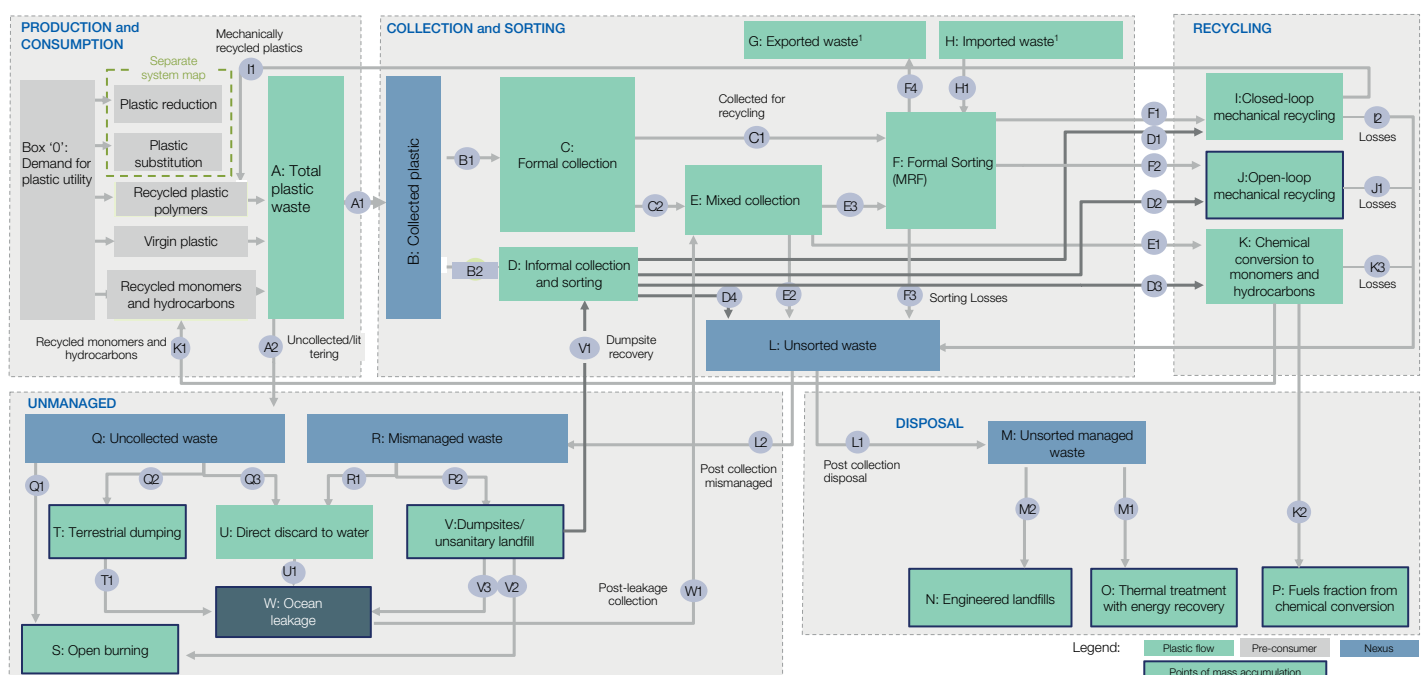 PRODUCTION and
CONSUMPTION
Mechanically
recycled plastics
Separate
system map
I1
Plastic reduction
Plastic
substitution
Box ‘0’:
Demand for
plastic utility
Recycled plastic
polymers
Virgin plastic
Recycled monomers
and hydrocarbons
A: Total
plastic
waste
A1
Recycled monomers and
hydrocarbons
K1
A2
Uncollected/lit
tering
COLLECTION and SORTING
G: Exported waste1
H: Imported waste1
B: Collected plastic
B1
B2
C:
Formal collection
Collected for
recycling
C1
C2
F4
H1
E: Mixed collection
E3
F: Formal Sorting
(MRF)
D: Informal collection
and sorting
D4
E2
F3
Sorting Losses
V1
Dumpsite
recovery
L: Unsorted waste
F1
D1
F2
D2
E1
D3
RECYCLING
I:Closed-loop
mechanical recycling
I2
Losses
J:Open-loop
mechanical recycling
J1
Losses
K: Chemical
conversion to
monomers and
hydrocarbons
K3
Losses
UNMANAGED
Q: Uncollected waste
R: Mismanaged waste
Q1
Q2
Q3
R1
R2
T: Terrestrial dumping
U: Direct discard to water
V:Dumpsites/
unsanitary landfill
T1
U1
V3
V2
W: Ocean
leakage
S: Open burning
Post-leakage
collection
W1
L2
Post collection
mismanaged
L1
Post collection
disposal
DISPOSAL
M: Unsorted managed
waste
M2
M1
K2
N: Engineered landfills
O: Thermal treatment
with energy recovery
P: Fuels fraction from
chemical conversion
Legend:
Plastic flow
Pre-consumer
Nexus
Points of mass accumulation